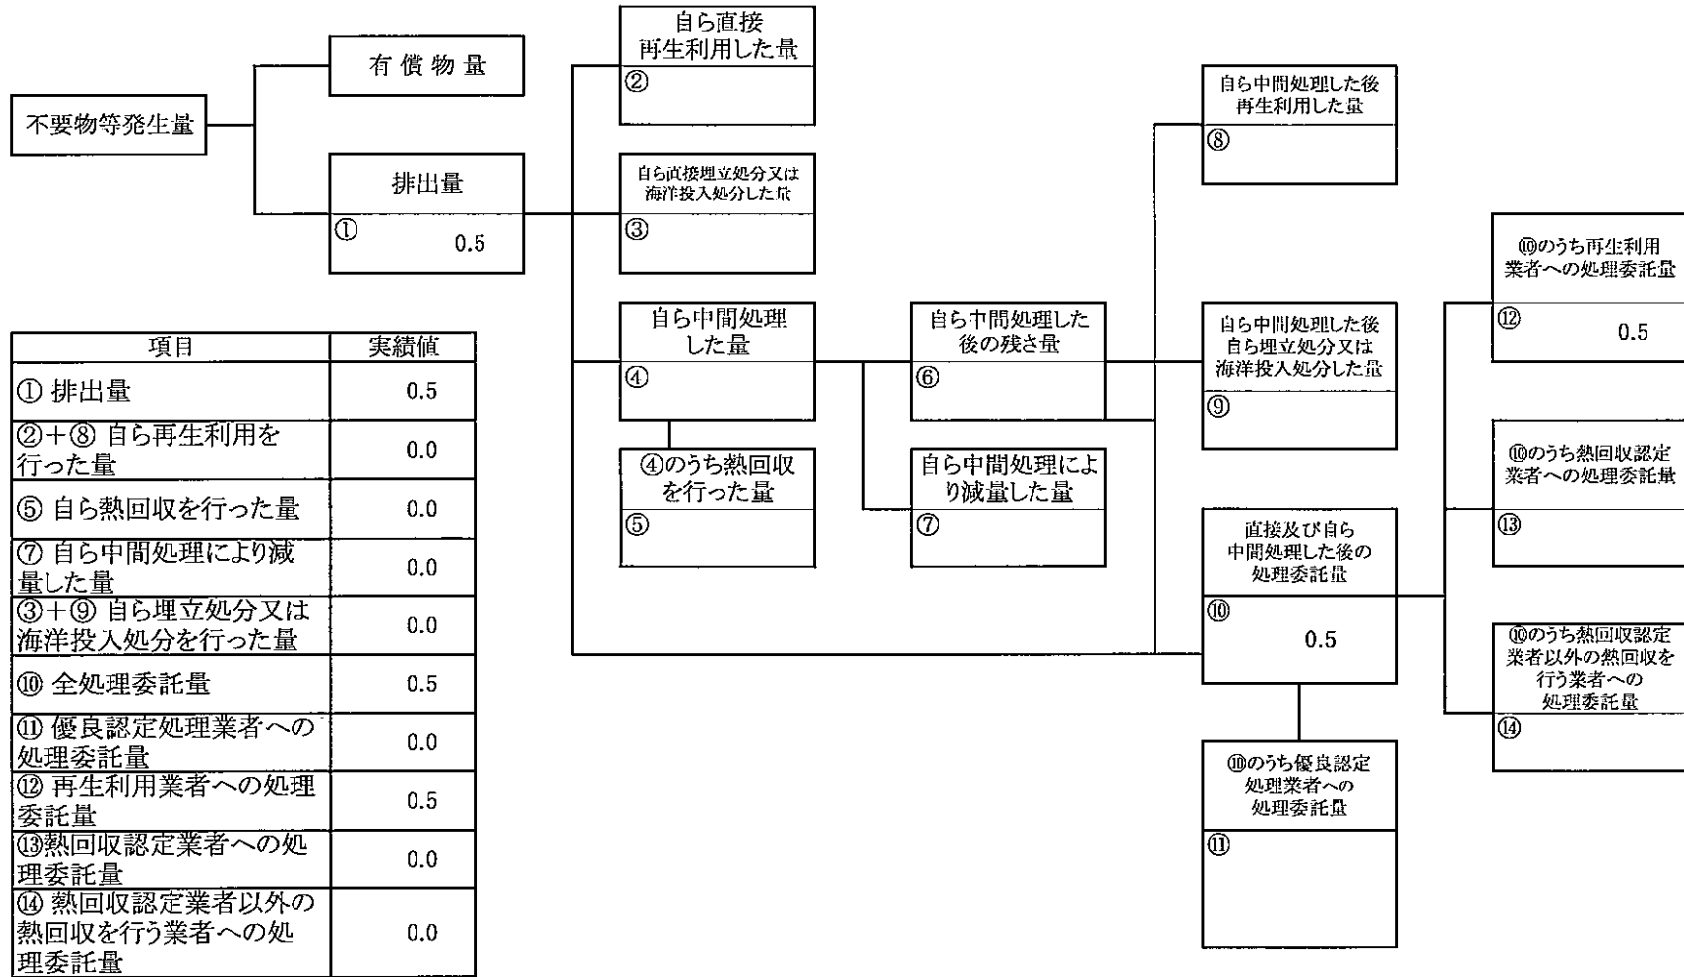 不要物等発生量
有償物量
排出量
①
0.5
自ら直接
再生利用した量
②
自ら直接埋立処分又は
海洋投入処分した量
③
自ら中間処理
した量
④
④のうち熱回収
を行った量
⑤
自ら中間処理した
後の残さ量
⑥
自ら中間処理によ
り減量した量
⑦
自ら中間処理した後
再生利用した量
⑧
自ら中間処理した後
自ら埋立処分又は
海洋投入処分した量
⑨
直接及び自ら
中間処理した後の
処理委託量
⑩
0.5
⑩のうち優良認定
処理業者への
処理委託量
⑪
⑩のうち再生利用
業者への処理委託量
⑫
0.5
⑩のうち熱回収認定
業者への処理委託量
⑬
⑩のうち熱回収認定
業者以外の熱回収を
行う業者への
処理委託量
⑭
項目 実績値
① 排出量 0.5
②+⑧ 自ら再生利用を
行った量 0.0
⑤ 自ら熱回収を行った量 0.0
⑦ 自ら中間処理により減
量した量 0.0
③+⑨ 自ら埋立処分又は
海洋投入処分を行った量 0.0
⑩ 全処理委託量 0.5
⑪ 優良認定処理業者への
処理委託量 0.0
⑫ 再生利用業者への処理
委託量 0.5
⑬熱回収認定業者への処
理委託量 0.0
⑭ 熱回収認定業者以外の
熱回収を行う業者への処
理委託量 0.0